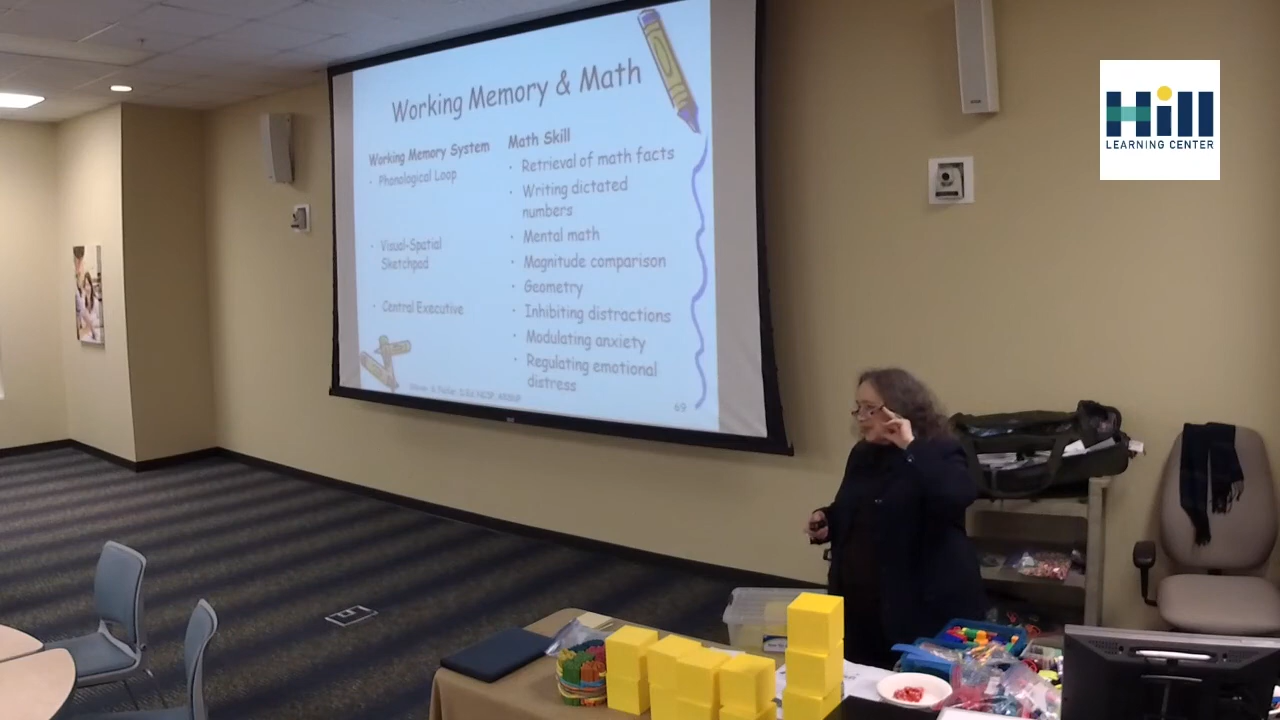 Working Memory & Math
Working Memory System
• Phonological Loop
• Visual-Spatial
Sketchpad
• Central Executive
Math Skill
• Retrieval of math facts
• Writing dictated
numbers
• Mental math
• Magnitude comparison
• Geometry
• Inhibiting distractions
• Modulating anxiety
• Regulating emotional
distress
69
Hill
LEARNING CENTER